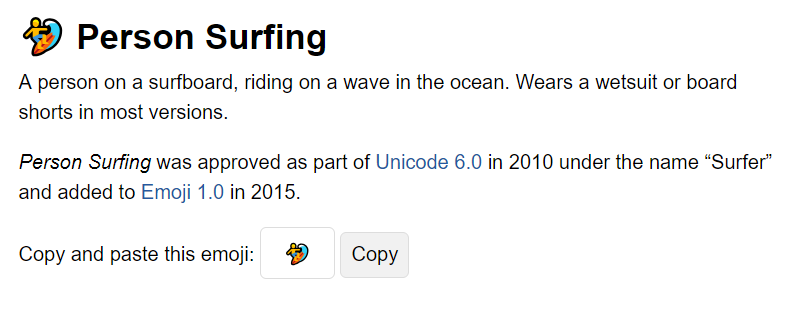 🏄 Person Surfing
A person on a surfboard, riding on a wave in the ocean. Wears a wetsuit or board
shorts in most versions.
Person Surfing was approved as part of Unicode 6.0 in 2010 under the name “Surfer”
and added to Emoji 1.0 in 2015.
Copy and paste this emoji: 🏄 Copy